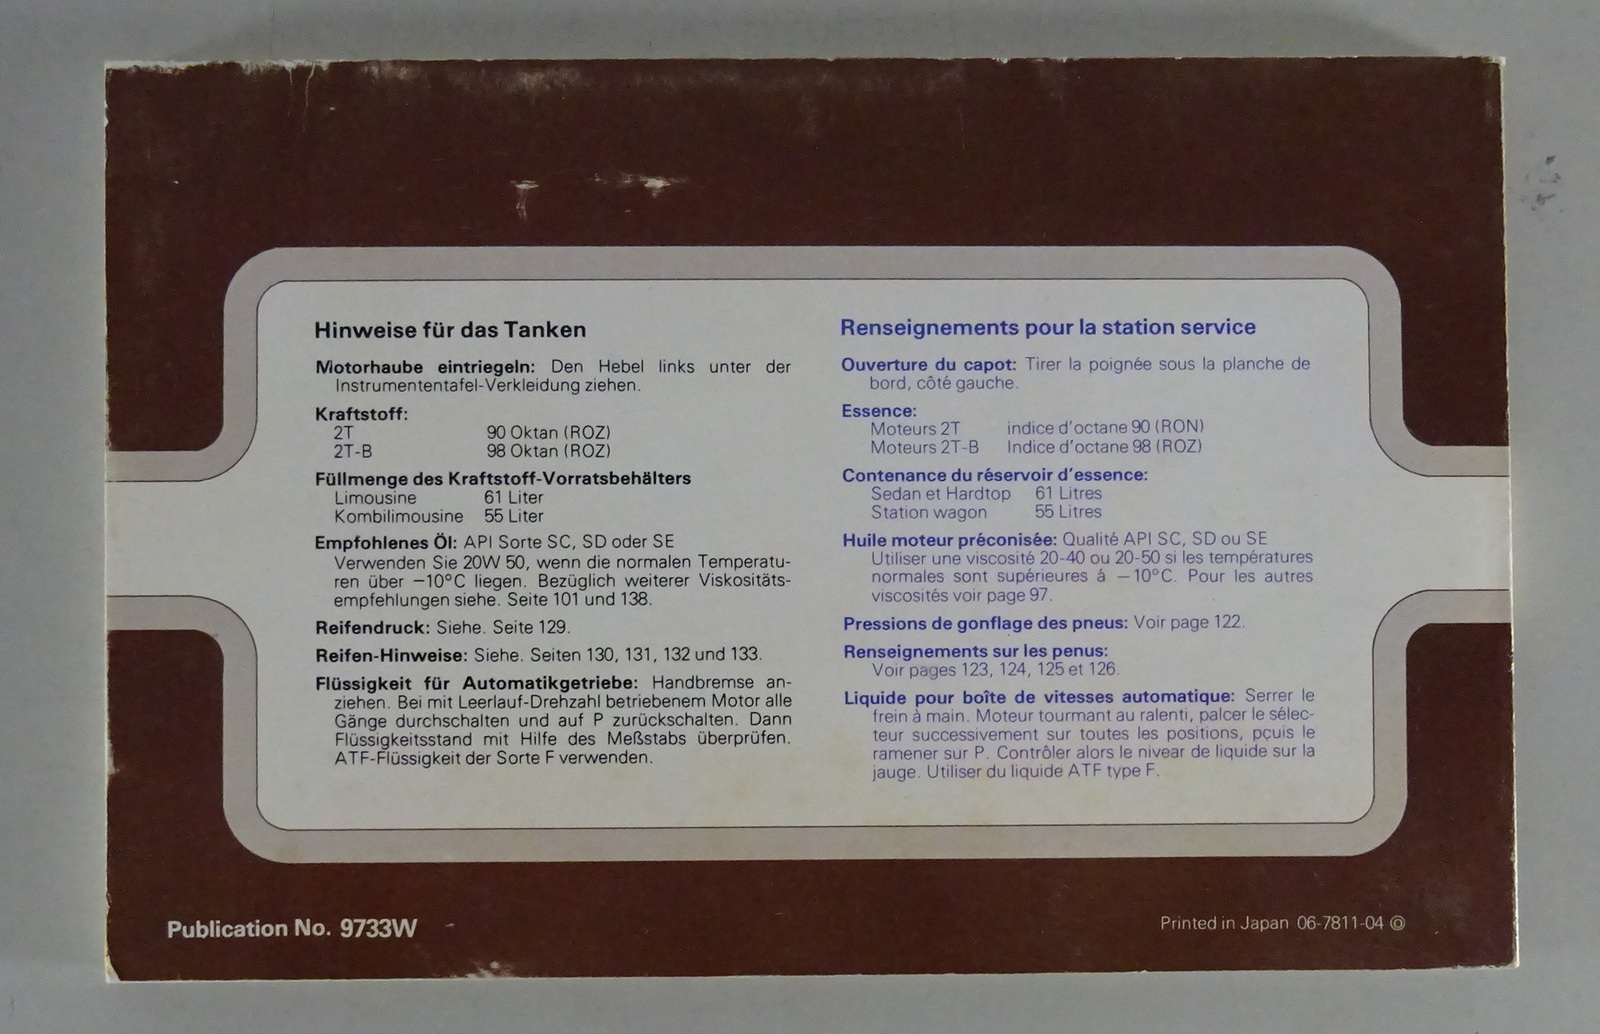 Hinweise für das Tanken
Motorhaube eintriegeln: Den Hebel links unter der
Instrumententafel-Verkleidung ziehen.
Kraftstoff:
2T 90 Oktan (ROZ)
2T-B 98 Oktan (ROZ)
Füllmenge des Kraftstoff-Vorratsbehälters
Limousine 61 Liter
Kombilimousine 55 Liter
Empfohlenes Öl: API Sorte SC, SD oder SE
Verwenden Sie 20W 50, wenn die normalen Temperatu-
ren über −10°C liegen. Bezüglich weiterer Viskositäts-
empfehlungen siehe. Seite 101 und 138.
Reifendruck: Siehe. Seite 129.
Reifen-Hinweise: Siehe. Seiten 130, 131, 132 und 133.
Flüssigkeit für Automatikgetriebe: Handbremse an-
ziehen. Bei mit Leerlauf-Drehzahl betriebenem Motor alle
Gänge durchschalten und auf P zurückschalten. Dann
Flüssigkeitsstand mit Hilfe des Meßstabs überprüfen.
ATF-Flüssigkeit der Sorte F verwenden.
Renseignements pour la station service
Ouverture du capot: Tirer la poignée sous la planche de
bord, côté gauche.
Essence:
Moteurs 2T indice d'octane 90 (RON)
Moteurs 2T-B Indice d'octane 98 (ROZ)
Contenance du réservoir d'essence:
Sedan et Hardtop 61 Litres
Station wagon 55 Litres
Huile moteur préconisée: Qualité API SC, SD ou SE
Utiliser une viscosité 20-40 ou 20-50 si les températures
normales sont supérieures á −10°C. Pour les autres
viscosités voir page 97.
Pressions de gonflage des pneus: Voir page 122.
Renseignements sur les penus:
Voir pages 123, 124, 125 et 126.
Liquide pour boîte de vitesses automatique: Serrer le
frein à main. Moteur tourmant au ralenti, palcer le sélec-
teur successivement sur toutes les positions, pçuis le
ramener sur P. Contrôler alors le nivear de liquide sur la
jauge. Utiliser du liquide ATF type F.
Publication No. 9733W
Printed in Japan 06-7811-04 ©